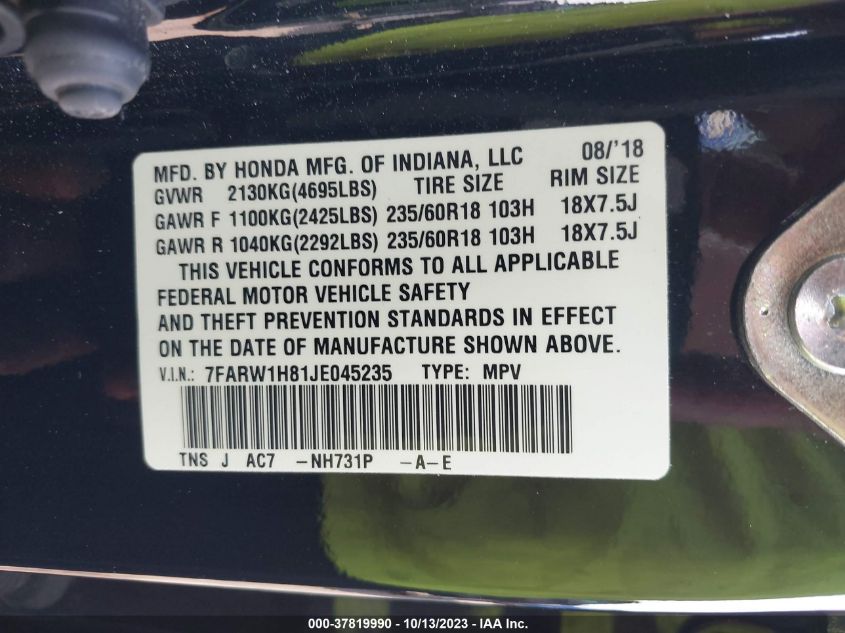 MFD. BY HONDA MFG. OF INDIANA, LLC 08/'18
GVWR 2130KG(4695LBS) TIRE SIZE RIM SIZE
GAWR F 1100KG(2425LBS) 235/60R18 103H 18X7.5J
GAWR R 1040KG(2292LBS) 235/60R18 103H 18X7.5J
THIS VEHICLE CONFORMS TO ALL APPLICABLE
FEDERAL MOTOR VEHICLE SAFETY
AND THEFT PREVENTION STANDARDS IN EFFECT
ON THE DATE OF MANUFACTURE SHOWN ABOVE.
V.I.N.: 7FARW1H81JE045235 TYPE: MPV
TNS J AC7 -NH731P -A-E
000-37819990 - 10/13/2023 - IAA Inc.